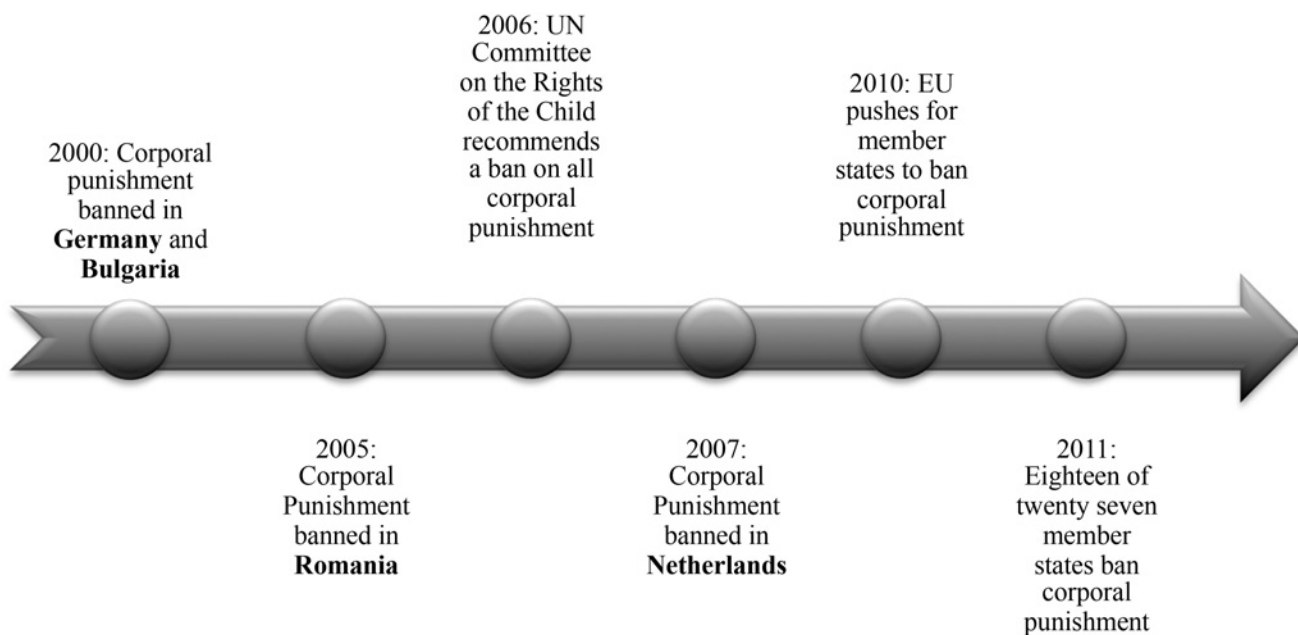 2000: Corporal
punishment
banned in
Germany and
Bulgaria
2005:
Corporal
Punishment
banned in
Romania
2006: UN
Committee
on the Rights
of the Child
recommends
a ban on all
corporal
punishment
2007:
Corporal
Punishment
banned in
Netherlands
2010: EU
pushes for
member
states to ban
corporal
punishment
2011:
Eighteen of
twenty seven
member
states ban
corporal
punishment